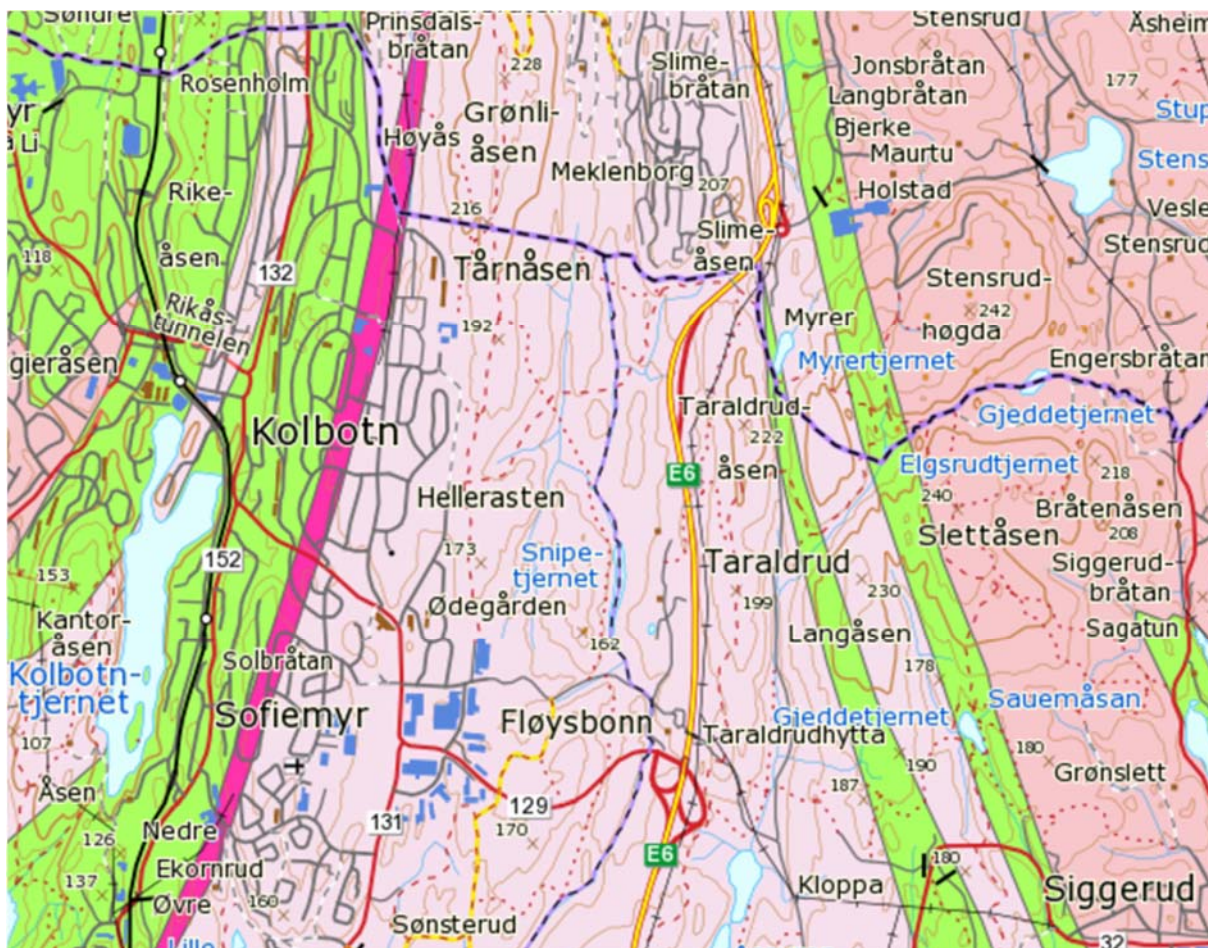 Søndre
Prinsdals-
bråtan
Stensrud
Åsheim
Rosenholm
228
Slime-
bråtan
Jonsbråtan
177
Langbråtan
Stup
yr
Li
Grønli-
åsen
Høyås
Bjerke
Maurtu
Stens
Rike-
åsen
Meklenborg
207
Holstad
Vesle
216
Slime-
åsen
Stensrud
118
132
Tårnåsen
Stensrud-
høgda
242
Rikås-
tunnelen
192
Myrer
Myrertjernet
Engersbråtan
gieråsen
Kolbotn
Taraldrud-
åsen
222
Gjeddetjernet
E6
Elgsrudtjernet
218
Hellerasten
240
Bråtenåsen
208
Slettåsen
152
173
Snipe-
tjernet
Taraldrud
Siggerud-
bråtan
153
230
Kantor-
åsen
Ødegården
199
Langåsen
Sagatun
162
Solbråtan
178
Kolbotn-
tjernet
Sauemåsan
Sofiemyr
Fløysbonn
Gjeddetjernet
Taraldrudhytta
107
180
190
Grønslett
Åsen
187
129
131
170
Nedre
126
E6
180
Ekornrud
137
Kloppa
Siggerud
Øvre
160
Sønsterud
Lille
32